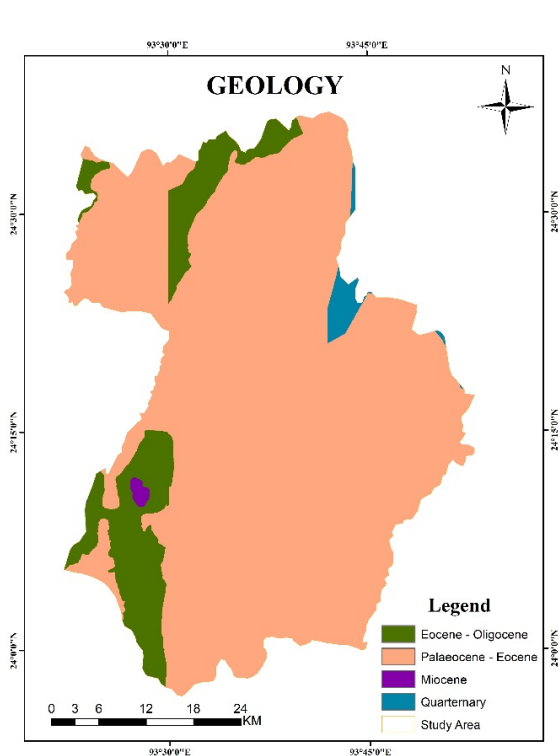 93°30'0"E 93°45'0"E
GEOLOGY
N
24°30'0"N 24°30'0"N
24°15'0"N 24°15'0"N
24°0'0"N 24°0'0"N
Legend
Eocene - Oligocene
Palaeocene - Eocene
Miocene
Quarternary
Study Area
0 3 6 12 18 24
KM
93°30'0"E 93°45'0"E